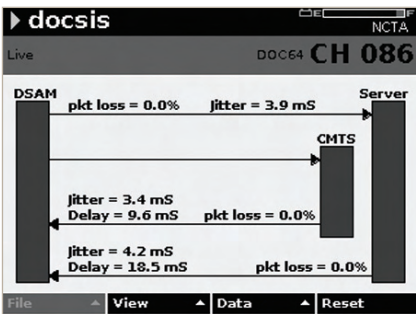 docsis
E F
NCTA
Live DOC64 CH 086
DSAM Server
pkt loss = 0.0% Jitter = 3.9 mS
CMTS
Jitter = 3.4 mS
Delay = 9.6 mS pkt loss = 0.0%
Jitter = 4.2 mS
Delay = 18.5 mS pkt loss = 0.0%
File View Data Reset